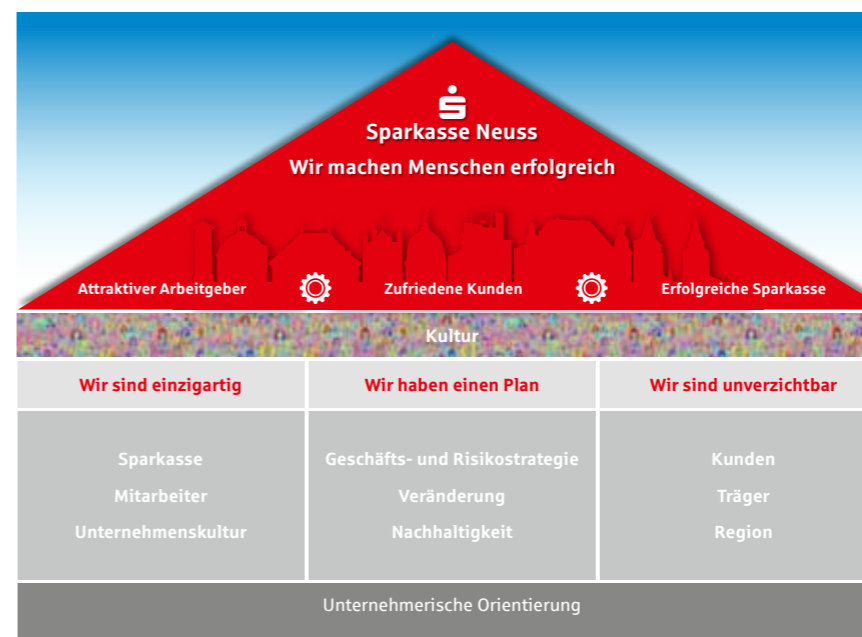 Sparkasse Neuss
Wir machen Menschen erfolgreich
Attraktiver Arbeitgeber
Zufriedene Kunden
Erfolgreiche Sparkasse
Kultur
Wir sind einzigartig
Wir haben einen Plan
Wir sind unverzichtbar
Sparkasse
Mitarbeiter
Unternehmenskultur
Geschäfts- und Risikostrategie
Veränderung
Nachhaltigkeit
Kunden
Träger
Region
Unternehmerische Orientierung